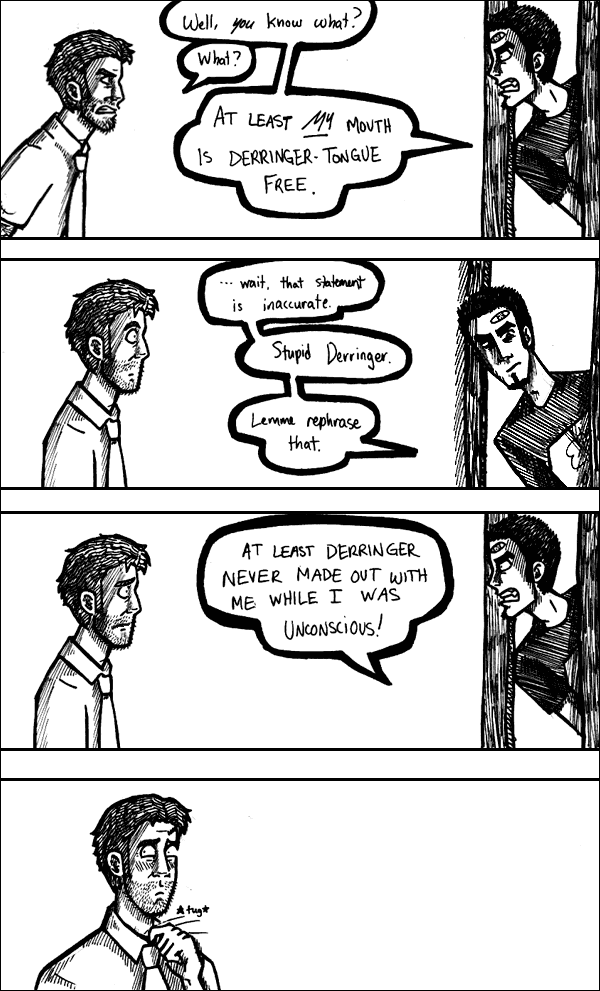 Well, you know what?
What?
AT LEAST MY MOUTH
IS DERRINGER-TONGUE
FREE.
... wait, that statement
is inaccurate.
Stupid Derringer.
Lemme rephrase
that.
AT LEAST DERRINGER
NEVER MADE OUT WITH
ME WHILE I WAS
UNCONSCIOUS!
*tug*